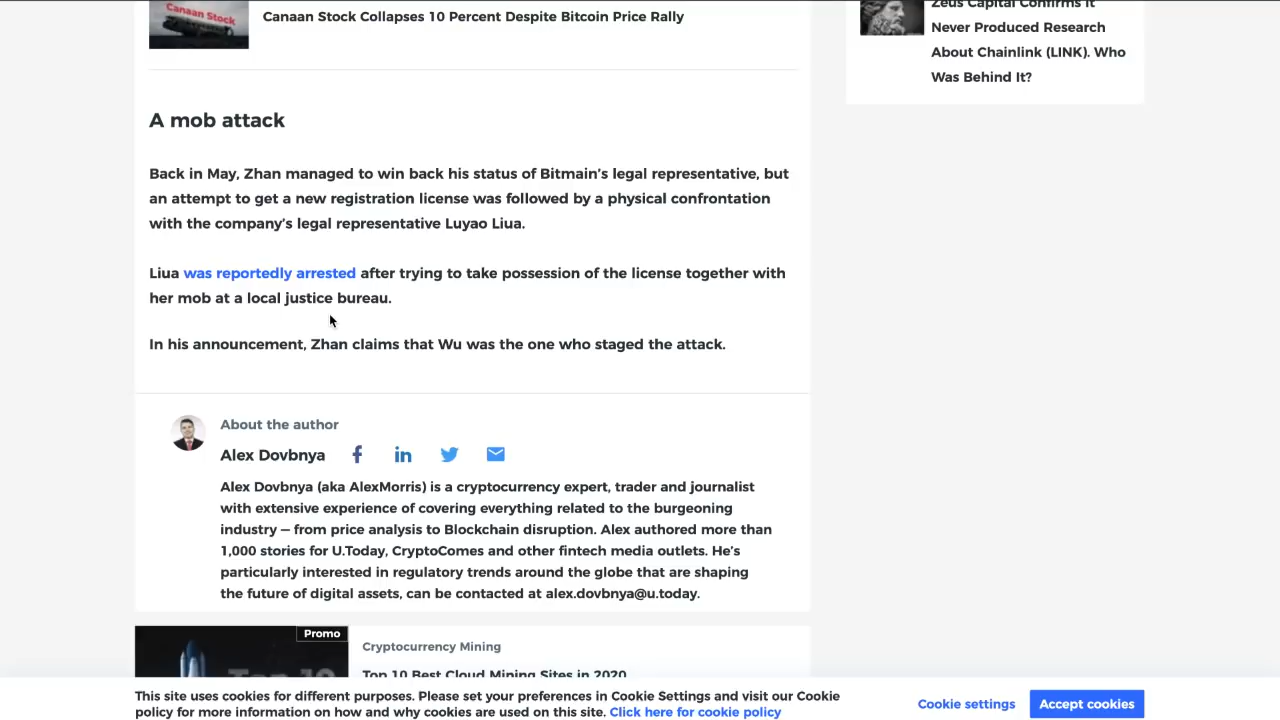 Canaan Stock
Canaan Stock Collapses 10 Percent Despite Bitcoin Price Rally
Zeus Capital Confirms It
Never Produced Research
About Chainlink (LINK). Who
Was Behind It?
A mob attack
Back in May, Zhan managed to win back his status of Bitmain's legal representative, but
an attempt to get a new registration license was followed by a physical confrontation
with the company's legal representative Luyao Liua.
Liua was reportedly arrested after trying to take possession of the license together with
her mob at a local justice bureau.
In his announcement, Zhan claims that Wu was the one who staged the attack.
About the author
Alex Dovbnya
Alex Dovbnya (aka AlexMorris) is a cryptocurrency expert, trader and journalist
with extensive experience of covering everything related to the burgeoning
industry — from price analysis to Blockchain disruption. Alex authored more than
1,000 stories for U.Today, CryptoComes and other fintech media outlets. He's
particularly interested in regulatory trends around the globe that are shaping
the future of digital assets, can be contacted at alex.dovbnya@u.today.
Promo
Top 10
Cryptocurrency Mining
Top 10 Best Cloud Mining Sites in 2020
This site uses cookies for different purposes. Please set your preferences in Cookie Settings and visit our Cookie
policy for more information on how and why cookies are used on this site. Click here for cookie policy
Cookie settings
Accept cookies